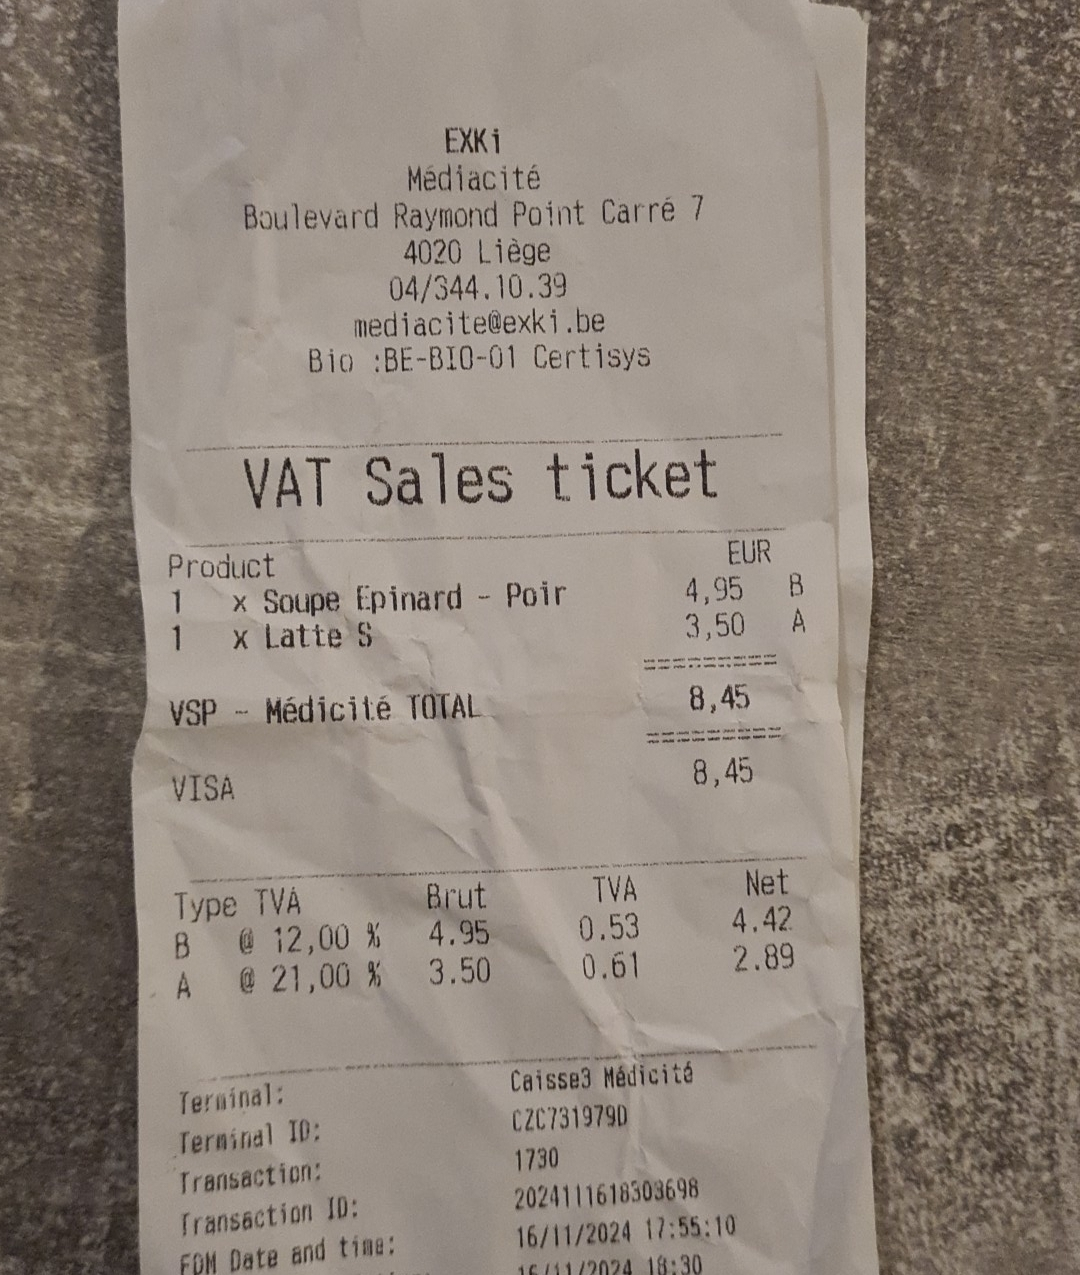 EXKi
Médiacité
Boulevard Raymond Point Carré 7
4020 Liège
04/344.10.39
mediacite@exki.be
Bio :BE-BIO-01 Certisys
VAT Sales ticket
Product EUR
1 x Soupe Epinard - Poir 4,95 B
1 x Latte S 3,50 A
VSP - Médicité TOTAL 8,45
VISA 8,45
Type TVA Brut TVA Net
B @ 12,00 % 4.95 0.53 4.42
A @ 21,00 % 3.50 0.61 2.89
Terminal: Caisse3 Médicité
Terminal ID: CZC731979D
Transaction: 1730
Transaction ID: 2024111618303698
FDM Date and time: 16/11/2024 17:55:10
18:30